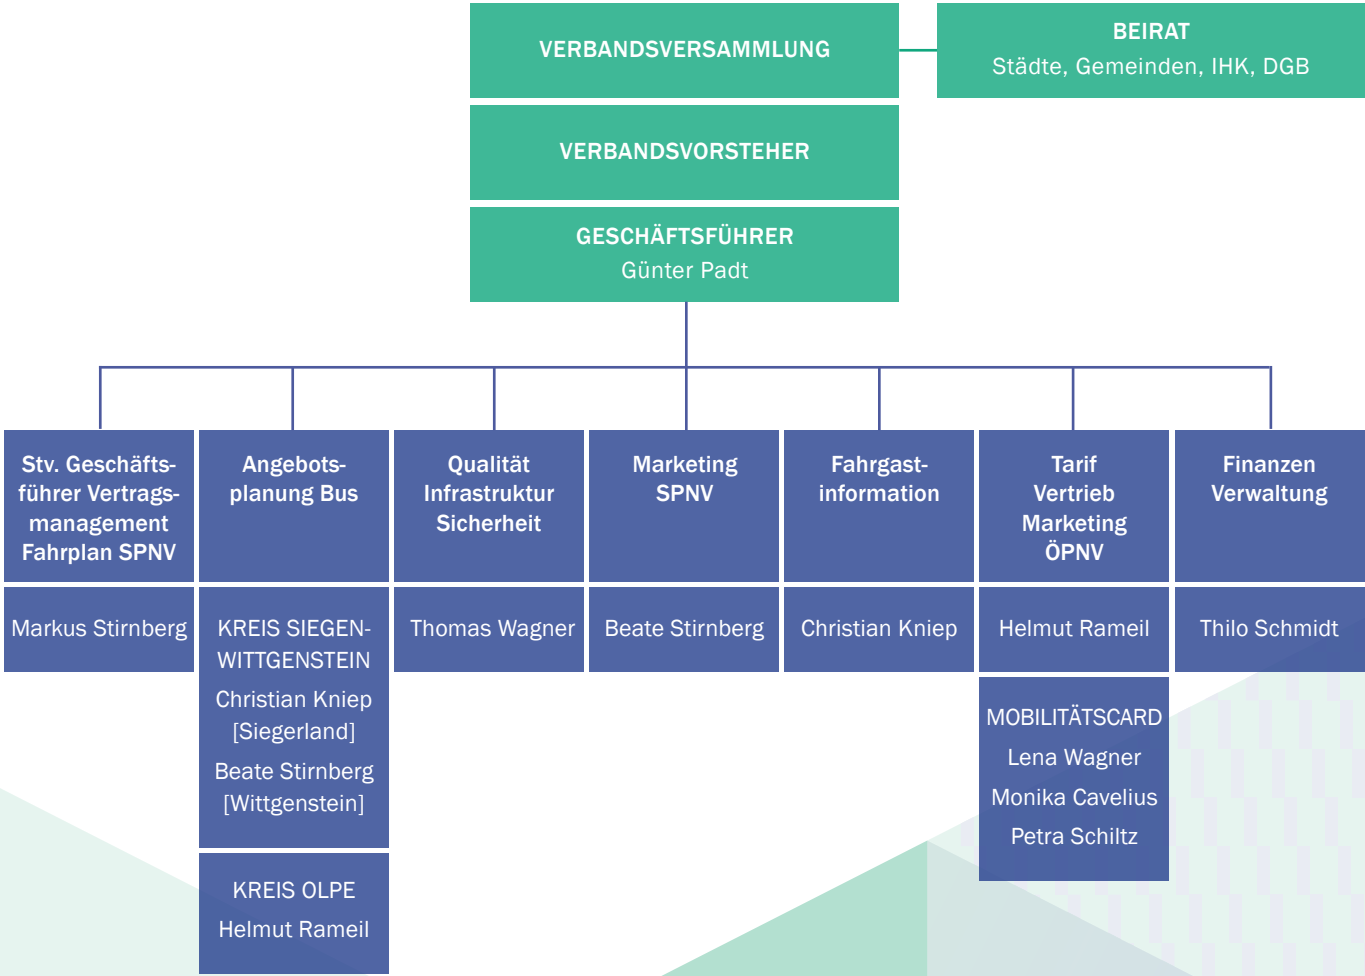 VERBANDSVERSAMMLUNG
BEIRAT
Städte, Gemeinden, IHK, DGB
VERBANDSVORSTEHER
GESCHÄFTSFÜHRER
Günter Padt
Stv. Geschäfts-
führer Vertrags-
management
Fahrplan SPNV
Markus Stirnberg
Angebots-
planung Bus
KREIS SIEGEN-
WITTGENSTEIN
Christian Kniep
[Siegerland]
Beate Stirnberg
[Wittgenstein]
KREIS OLPE
Helmut Rameil
Qualität
Infrastruktur
Sicherheit
Thomas Wagner
Marketing
SPNV
Beate Stirnberg
Fahrgast-
information
Christian Kniep
Tarif
Vertrieb
Marketing
ÖPNV
Helmut Rameil
MOBILITÄTSCARD
Lena Wagner
Monika Cavelius
Petra Schiltz
Finanzen
Verwaltung
Thilo Schmidt